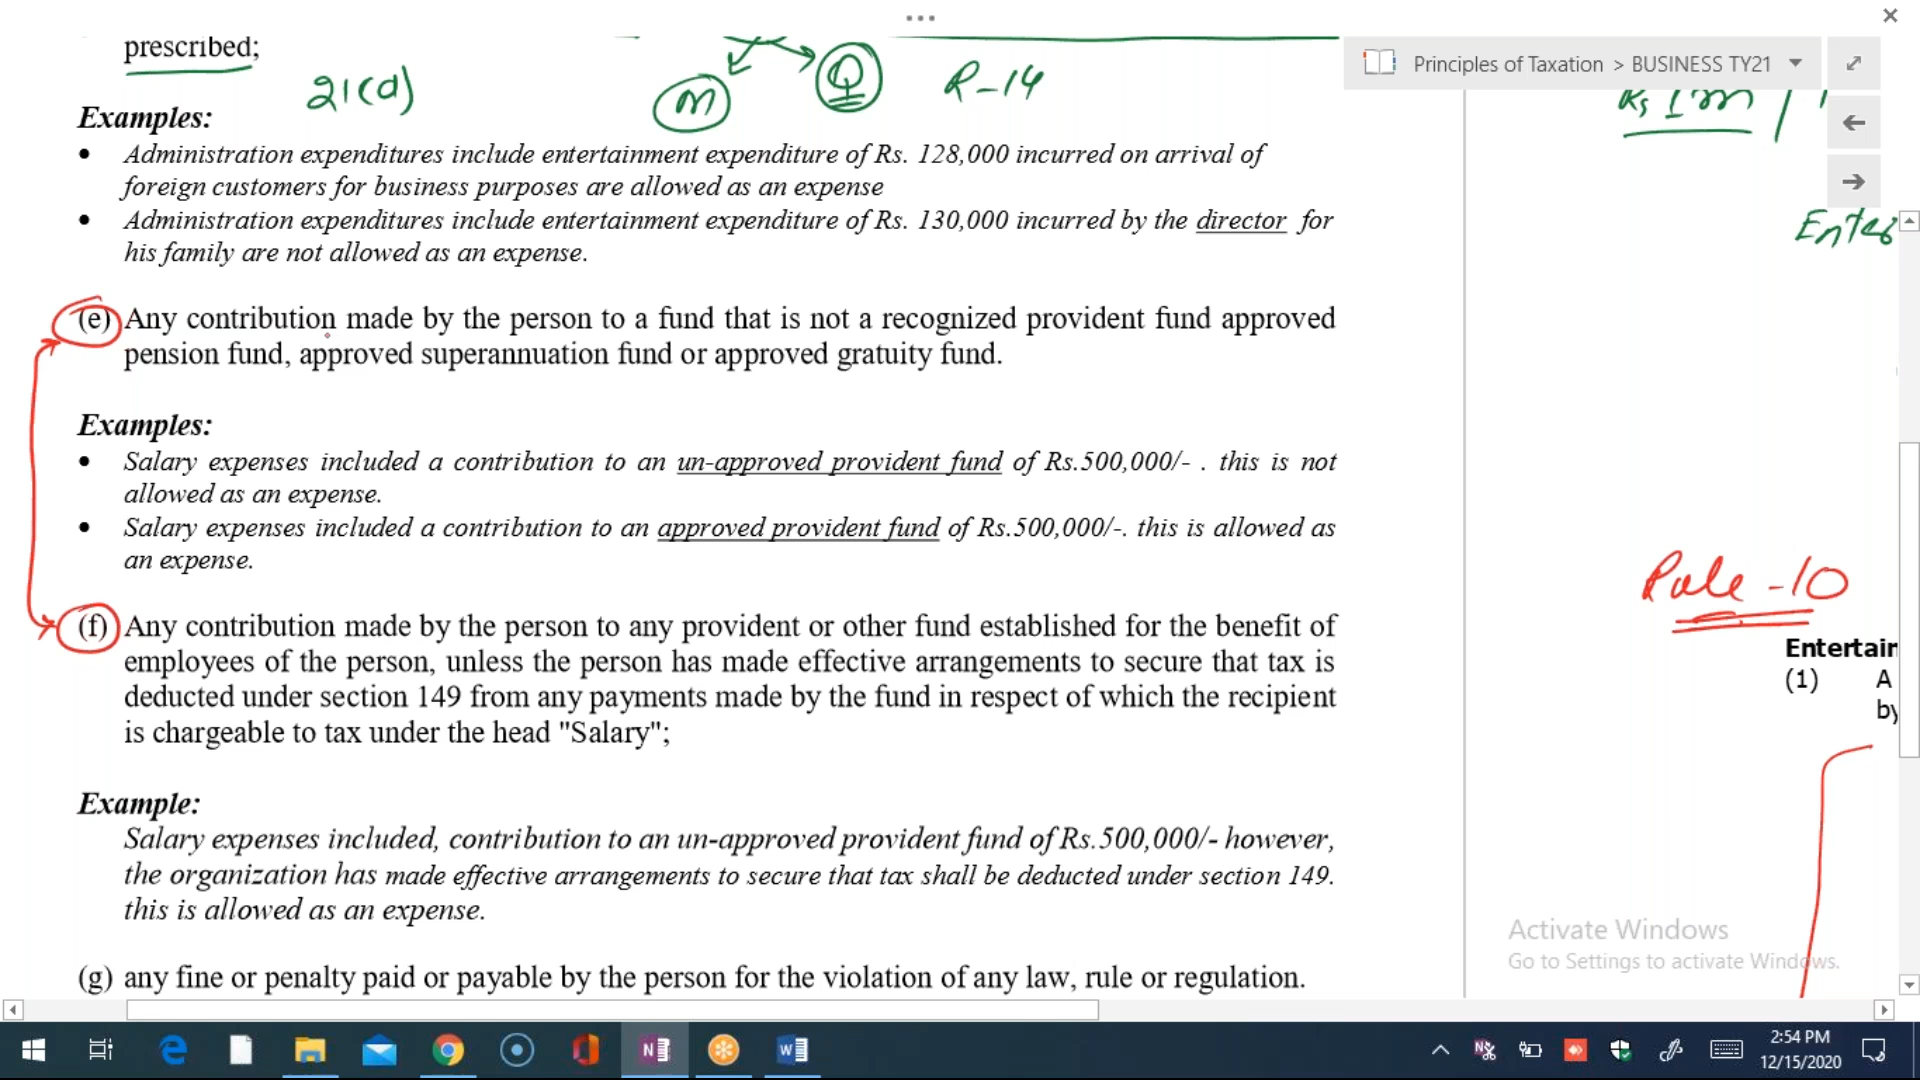 prescribed;
21(d)
m
Q
R-14
Principles of Taxation > BUSINESS TY21
Rs 1m /
Examples:
• Administration expenditures include entertainment expenditure of Rs. 128,000 incurred on arrival of
foreign customers for business purposes are allowed as an expense
• Administration expenditures include entertainment expenditure of Rs. 130,000 incurred by the director for
his family are not allowed as an expense.
Enter
(e) Any contribution made by the person to a fund that is not a recognized provident fund approved
pension fund, approved superannuation fund or approved gratuity fund.
Examples:
• Salary expenses included a contribution to an un-approved provident fund of Rs.500,000/- . this is not
allowed as an expense.
• Salary expenses included a contribution to an approved provident fund of Rs.500,000/-. this is allowed as
an expense.
Rule -10
(f) Any contribution made by the person to any provident or other fund established for the benefit of
employees of the person, unless the person has made effective arrangements to secure that tax is
deducted under section 149 from any payments made by the fund in respect of which the recipient
is chargeable to tax under the head "Salary";
Entertain
(1) A
by
Example:
Salary expenses included, contribution to an un-approved provident fund of Rs.500,000/- however,
the organization has made effective arrangements to secure that tax shall be deducted under section 149.
this is allowed as an expense.
(g) any fine or penalty paid or payable by the person for the violation of any law, rule or regulation.
Activate Windows
Go to Settings to activate Windows.
2:54 PM
12/15/2020